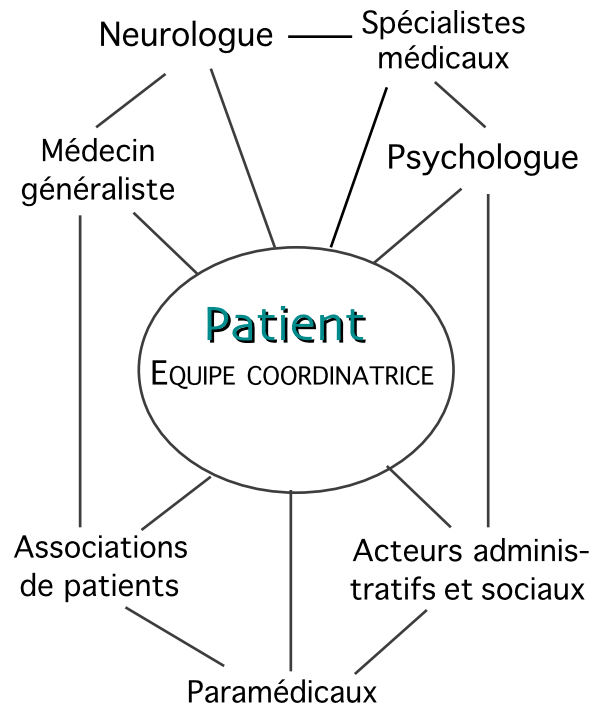 Neurologue
Spécialistes
médicaux
Médecin
généraliste
Psychologue
Patient
EQUIPE COORDINATRICE
Associations
de patients
Acteurs adminis-
tratifs et sociaux
Paramédicaux